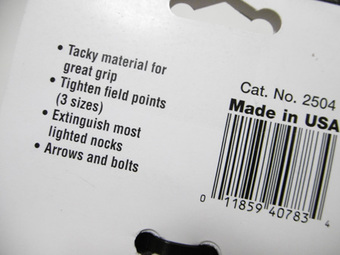 • Tacky material for
great grip
• Tighten field points
(3 sizes)
• Extinguish most
lighted nocks
• Arrows and bolts
Cat. No. 2504
Made in USA
0 11859 40783 4